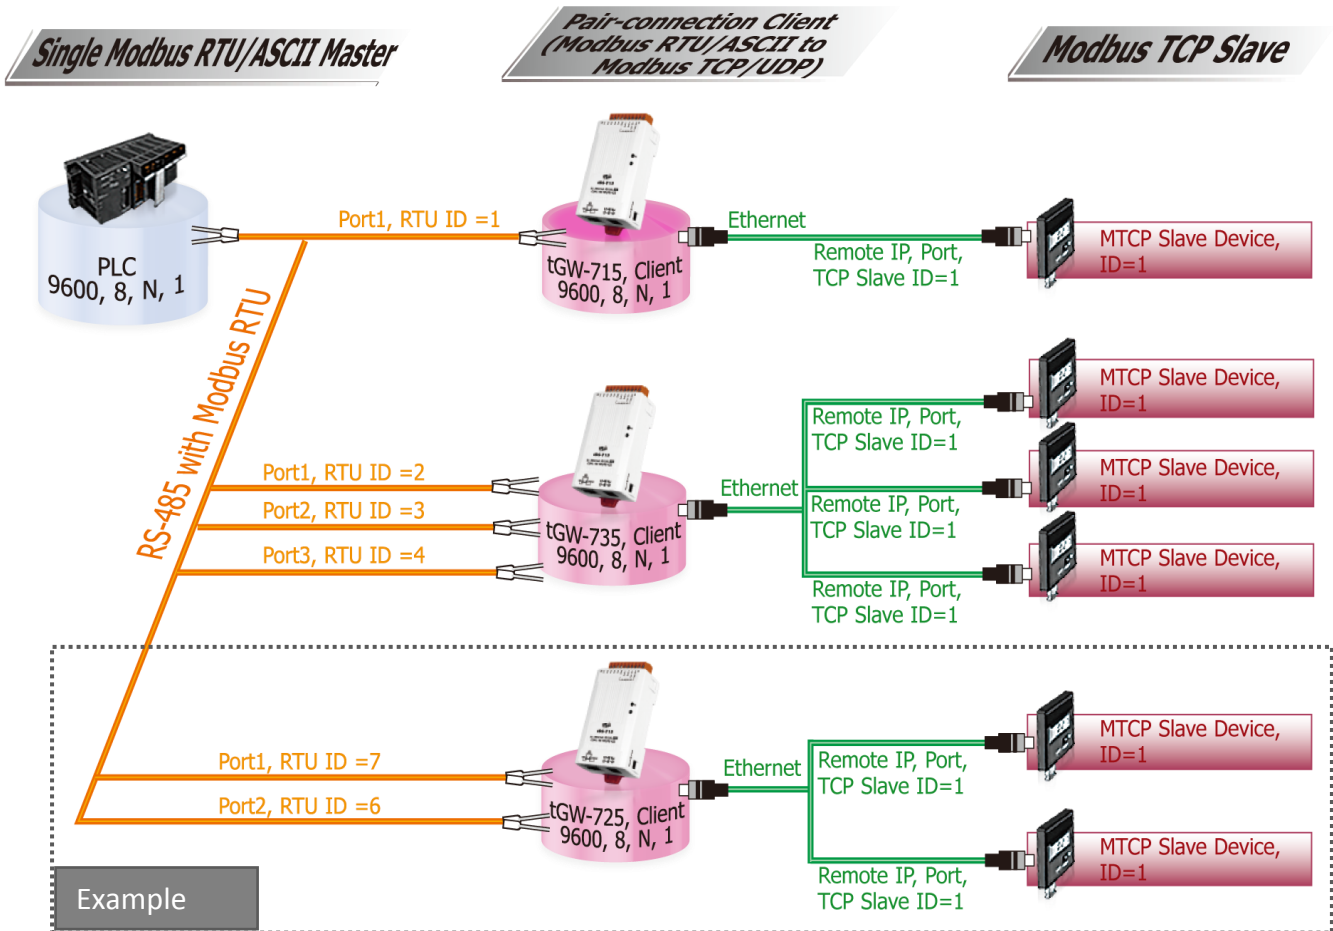 Single Modbus RTU/ASCII Master
Pair-connection Client
(Modbus RTU/ASCII to
Modbus TCP/UDP)
Modbus TCP Slave
PLC
9600, 8, N, 1
Port1, RTU ID =1
tGW-715, Client
9600, 8, N, 1
Ethernet
Remote IP, Port,
TCP Slave ID=1
MTCP Slave Device,
ID=1
RS-485 with Modbus RTU
Port1, RTU ID =2
Port2, RTU ID =3
Port3, RTU ID =4
tGW-735, Client
9600, 8, N, 1
Ethernet
Remote IP, Port,
TCP Slave ID=1
MTCP Slave Device,
ID=1
Remote IP, Port,
TCP Slave ID=1
MTCP Slave Device,
ID=1
Remote IP, Port,
TCP Slave ID=1
MTCP Slave Device,
ID=1
Port1, RTU ID =7
Port2, RTU ID =6
tGW-725, Client
9600, 8, N, 1
Ethernet
Remote IP, Port,
TCP Slave ID=1
MTCP Slave Device,
ID=1
Remote IP, Port,
TCP Slave ID=1
MTCP Slave Device,
ID=1
Example